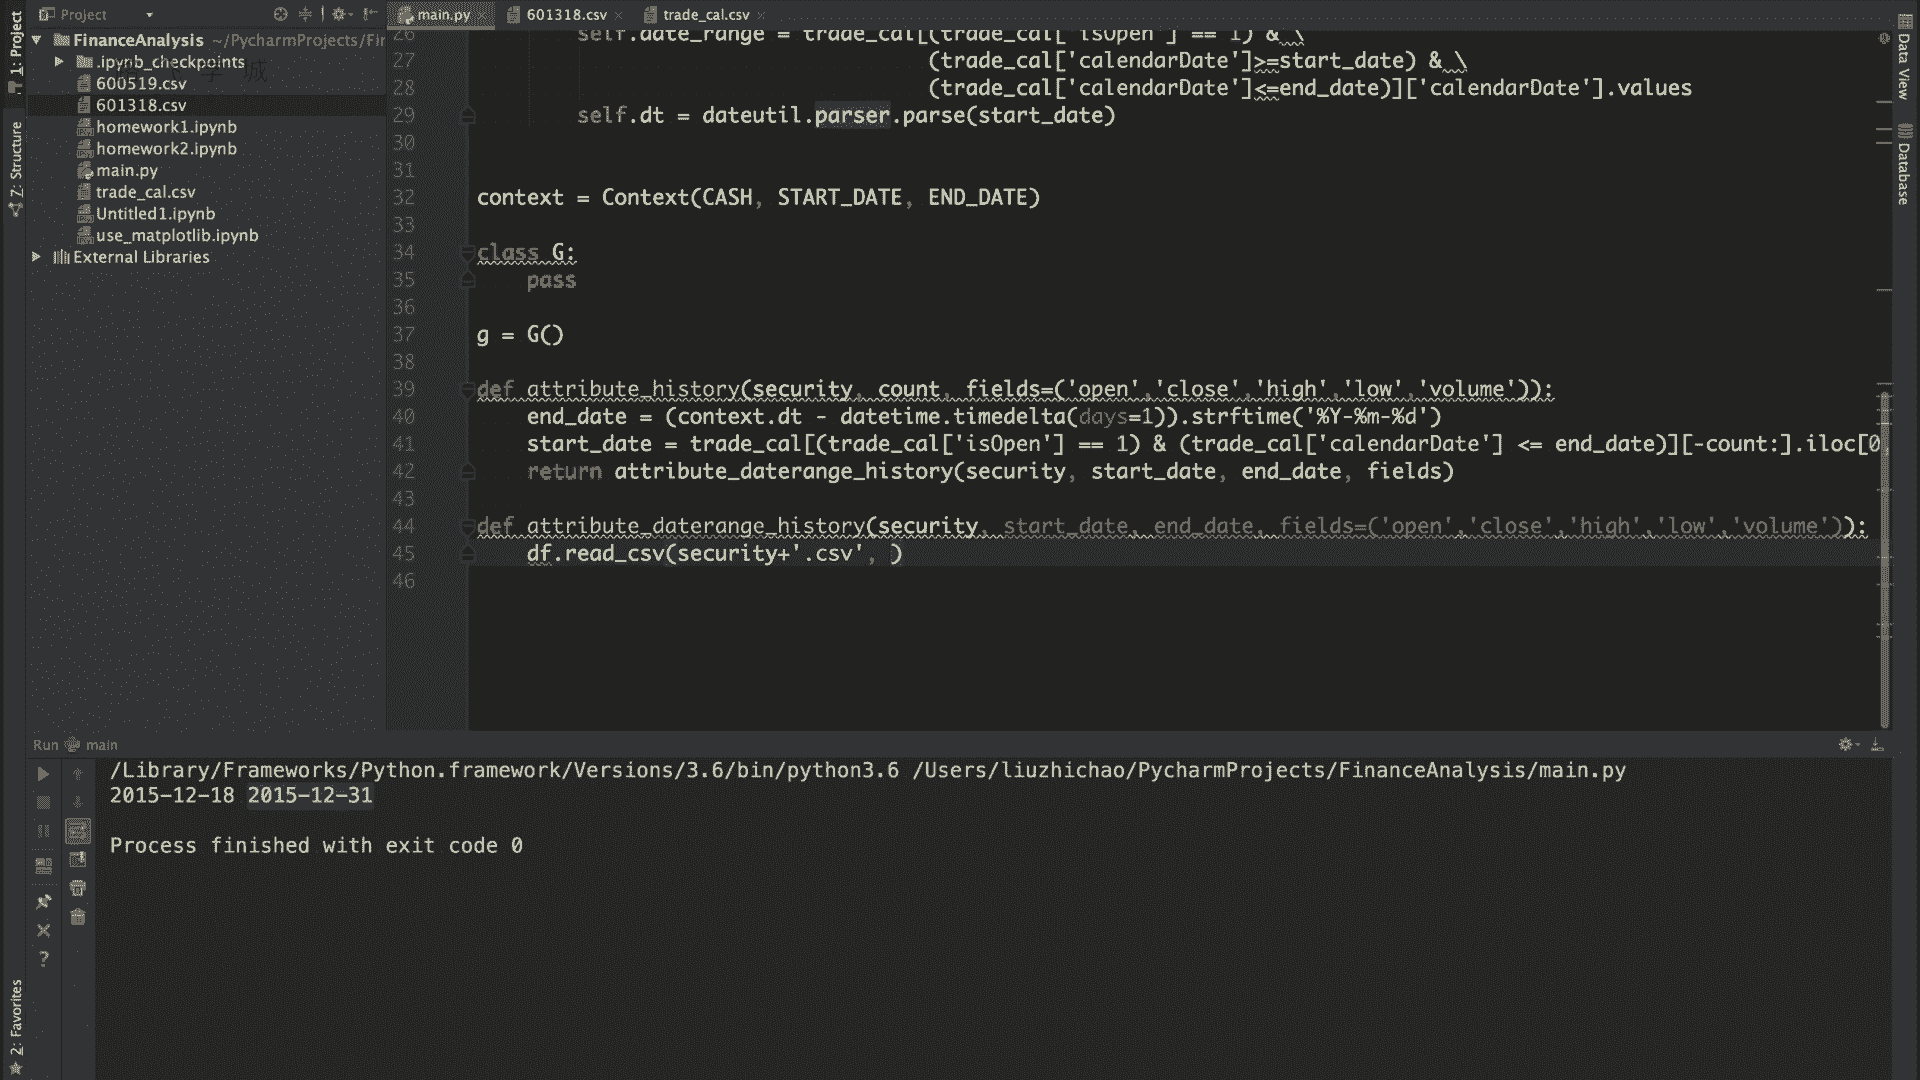 1: Project
Project
main.py
601318.csv
trade_cal.csv
FinanceAnalysis ~/PycharmProjects/Fir
.ipynb_checkpoints
600519.csv
601318.csv
homework1.ipynb
homework2.ipynb
main.py
trade_cal.csv
Untitled1.ipynb
use_matplotlib.ipynb
External Libraries
Z: Structure
2: Favorites
Data View
Database
26 self.date_range = trade_cal[(trade_cal['isOpen'] == 1) & \
27 (trade_cal['calendarDate']>=start_date) & \
28 (trade_cal['calendarDate']<=end_date)]['calendarDate'].values
29 self.dt = dateutil.parser.parse(start_date)
30
31
32 context = Context(CASH, START_DATE, END_DATE)
33
34 class G:
35 pass
36
37 g = G()
38
39 def attribute_history(security, count, fields=('open','close','high','low','volume')):
40 end_date = (context.dt - datetime.timedelta(days=1)).strftime('%Y-%m-%d')
41 start_date = trade_cal[(trade_cal['isOpen'] == 1) & (trade_cal['calendarDate'] <= end_date)][-count:].iloc[0,
42 return attribute_daterange_history(security, start_date, end_date, fields)
43
44 def attribute_daterange_history(security, start_date, end_date, fields=('open','close','high','low','volume')):
45 df.read_csv(security+'.csv', )
46
Run main
/Library/Frameworks/Python.framework/Versions/3.6/bin/python3.6 /Users/liuzhichao/PycharmProjects/FinanceAnalysis/main.py
2015-12-18 2015-12-31
Process finished with exit code 0